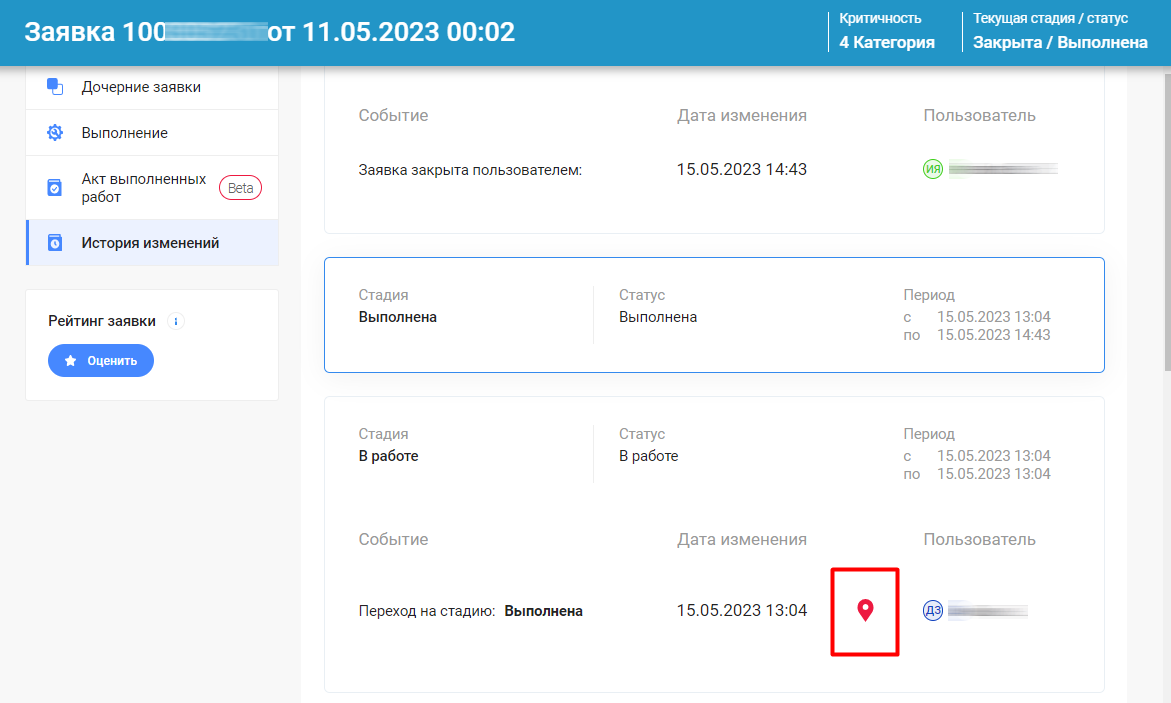 Заявка 100 от 11.05.2023 00:02
Критичность
4 Категория
Текущая стадия / статус
Закрыта / Выполнена
Дочерние заявки
Выполнение
Акт выполненных
работ
Beta
История изменений
Рейтинг заявки
Оценить
Событие Дата изменения Пользователь
Заявка закрыта пользователем: 15.05.2023 14:43 ИЯ
Стадия Статус Период
Выполнена Выполнена с 15.05.2023 13:04
по 15.05.2023 14:43
Стадия Статус Период
В работе В работе с 15.05.2023 13:04
по 15.05.2023 13:04
Событие Дата изменения Пользователь
Переход на стадию: Выполнена 15.05.2023 13:04 ДЗ